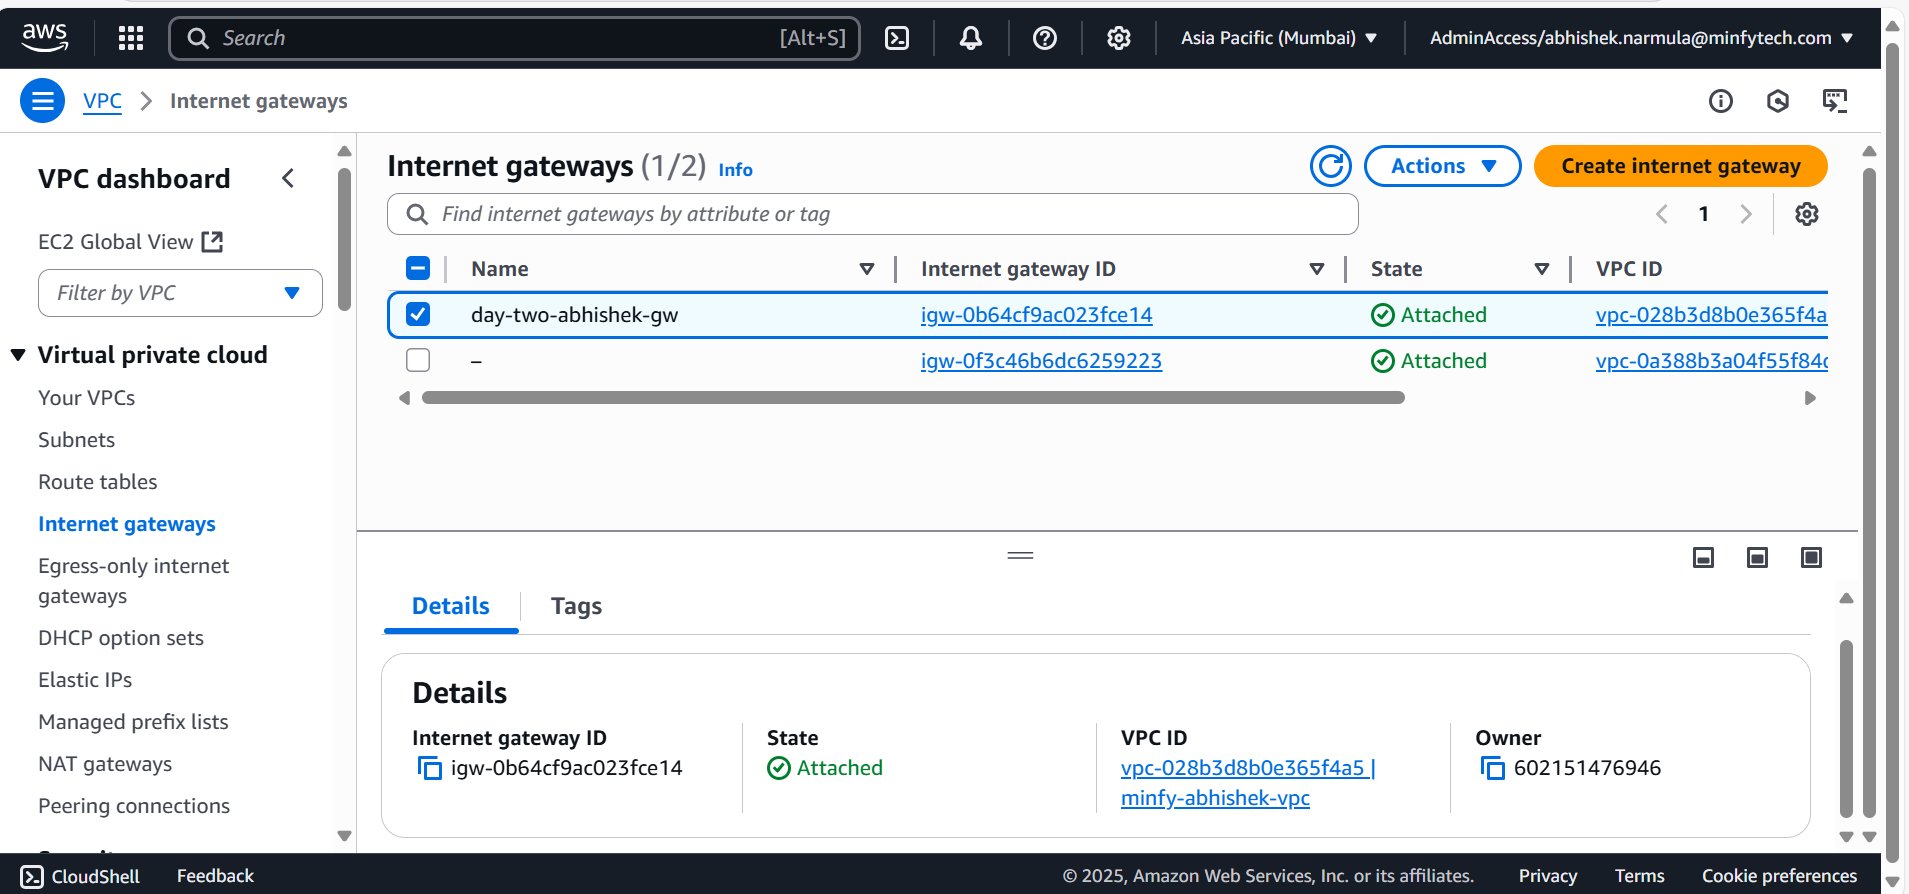 aws
Search [Alt+S]
Asia Pacific (Mumbai)
AdminAccess/abhishek.narmula@minfytech.com
VPC
Internet gateways
VPC dashboard
EC2 Global View
Filter by VPC
Virtual private cloud
Your VPCs
Subnets
Route tables
Internet gateways
Egress-only internet
gateways
DHCP option sets
Elastic IPs
Managed prefix lists
NAT gateways
Peering connections
Internet gateways (1/2) Info
Actions
Create internet gateway
Find internet gateways by attribute or tag
1
Name Internet gateway ID State VPC ID
day-two-abhishek-gw igw-0b64cf9ac023fce14 Attached vpc-028b3d8b0e365f4a
– igw-0f3c46b6dc6259223 Attached vpc-0a388b3a04f55f84
Details
Tags
Details
Internet gateway ID
igw-0b64cf9ac023fce14
State
Attached
VPC ID
vpc-028b3d8b0e365f4a5 |
minfy-abhishek-vpc
Owner
602151476946
CloudShell
Feedback
© 2025, Amazon Web Services, Inc. or its affiliates.
Privacy
Terms
Cookie preferences